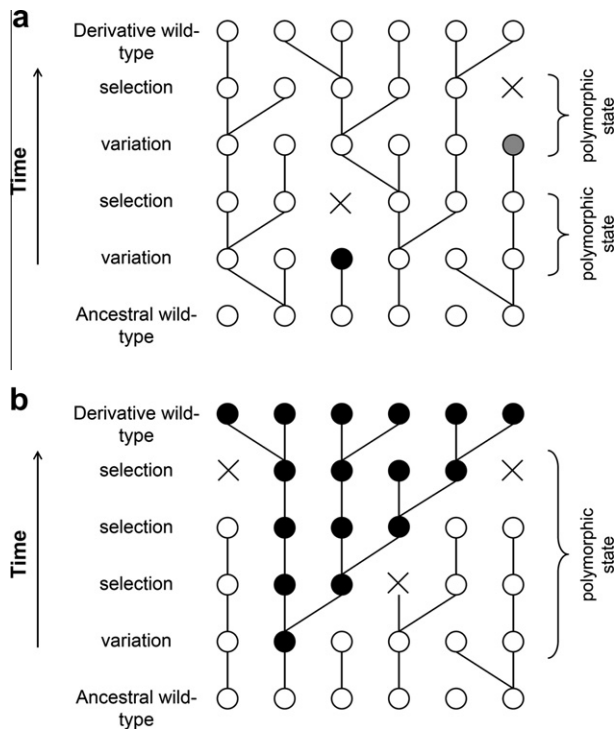 a
Derivative wild-
type
selection
variation
selection
variation
Ancestral wild-
type
Time
polymorphic
state
polymorphic
state
b
Derivative wild-
type
selection
selection
selection
variation
Ancestral wild-
type
Time
polymorphic
state